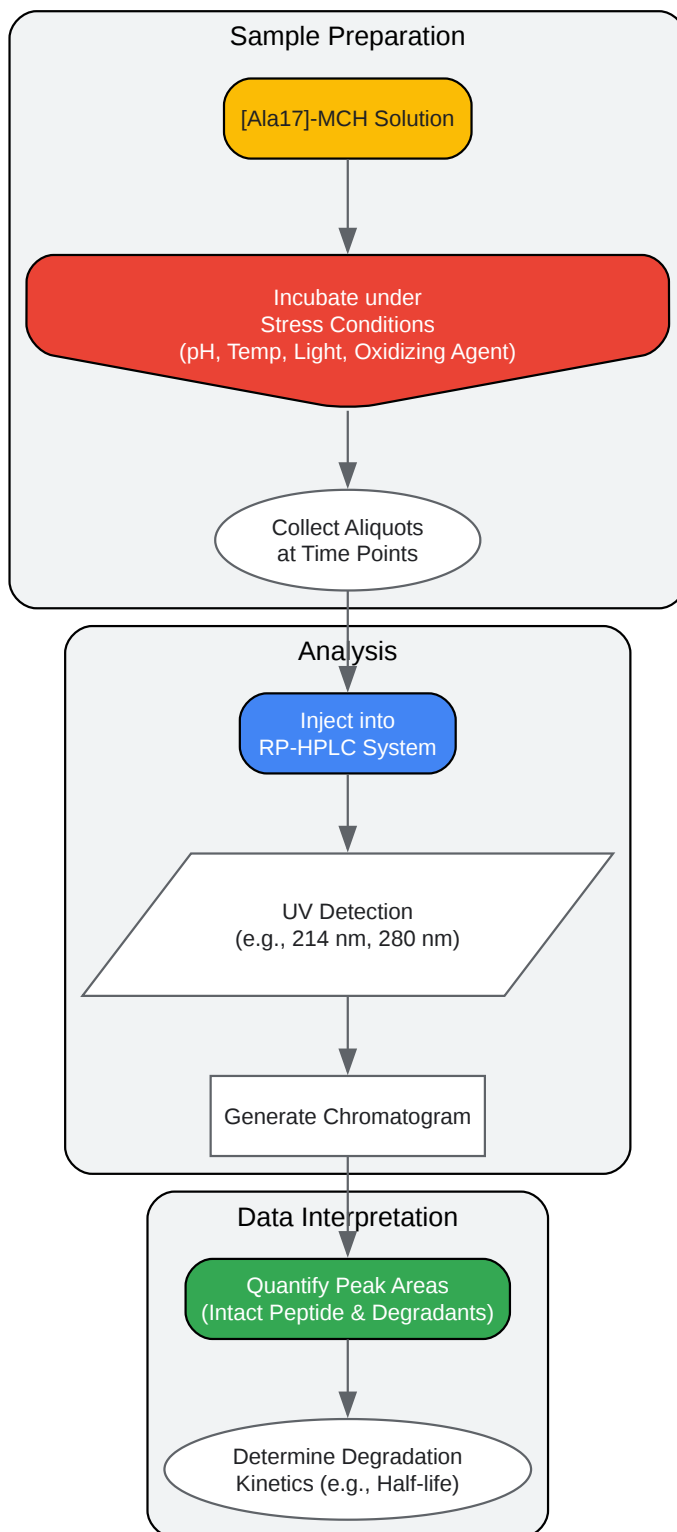 Sample Preparation
[Ala17]-MCH Solution
Incubate under
Stress Conditions
(pH, Temp, Light, Oxidizing Agent)
Collect Aliquots
at Time Points
Analysis
Inject into
RP-HPLC System
UV Detection
(e.g., 214 nm, 280 nm)
Generate Chromatogram
Data Interpretation
Quantify Peak Areas
(Intact Peptide & Degradants)
Determine Degradation
Kinetics (e.g., Half-life)